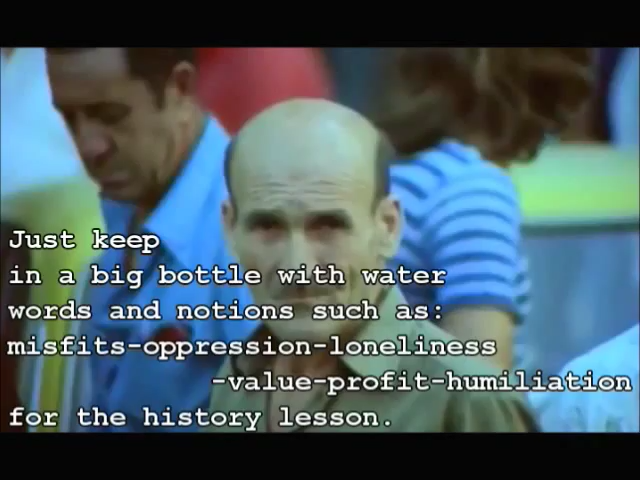 Just keep
in a big bottle with water
words and notions such as:
misfits-oppression-loneliness
-value-profit-humiliation
for the history lesson.